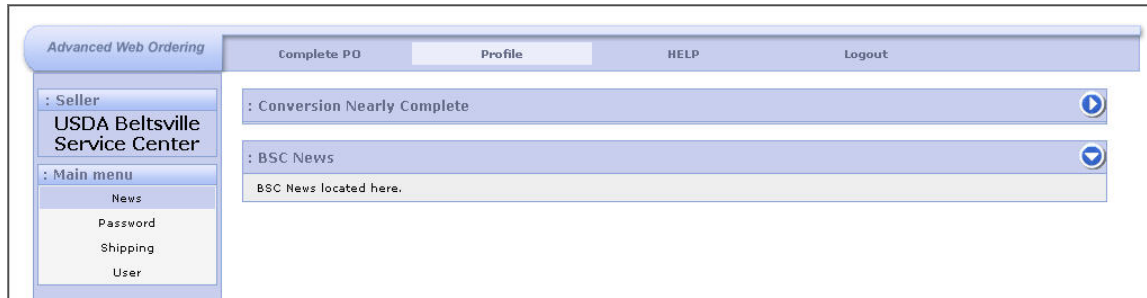 Advanced Web Ordering
Complete PO Profile HELP Logout
: Seller
USDA Beltsville
Service Center
: Main menu
News
Password
Shipping
User
: Conversion Nearly Complete
: BSC News
BSC News located here.